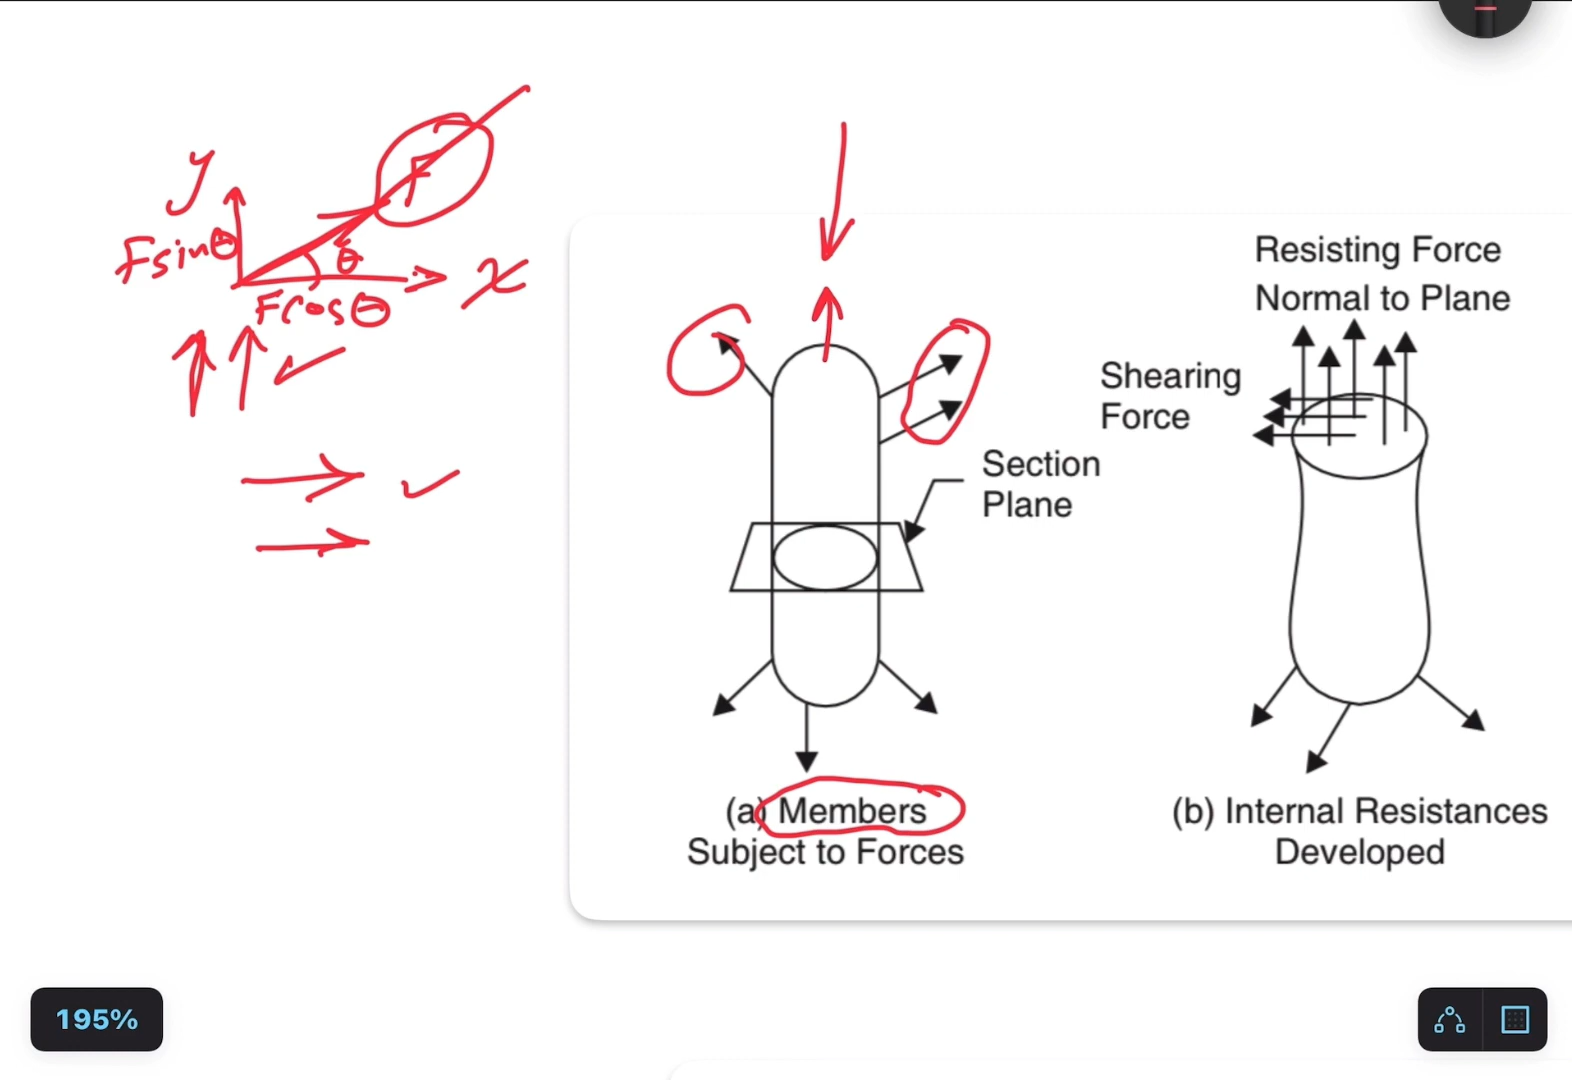 y
F
Fsinθ
θ
x
Fcosθ
Resisting Force
Normal to Plane
Shearing
Force
Section
Plane
(a) Members
Subject to Forces
(b) Internal Resistances
Developed
195%